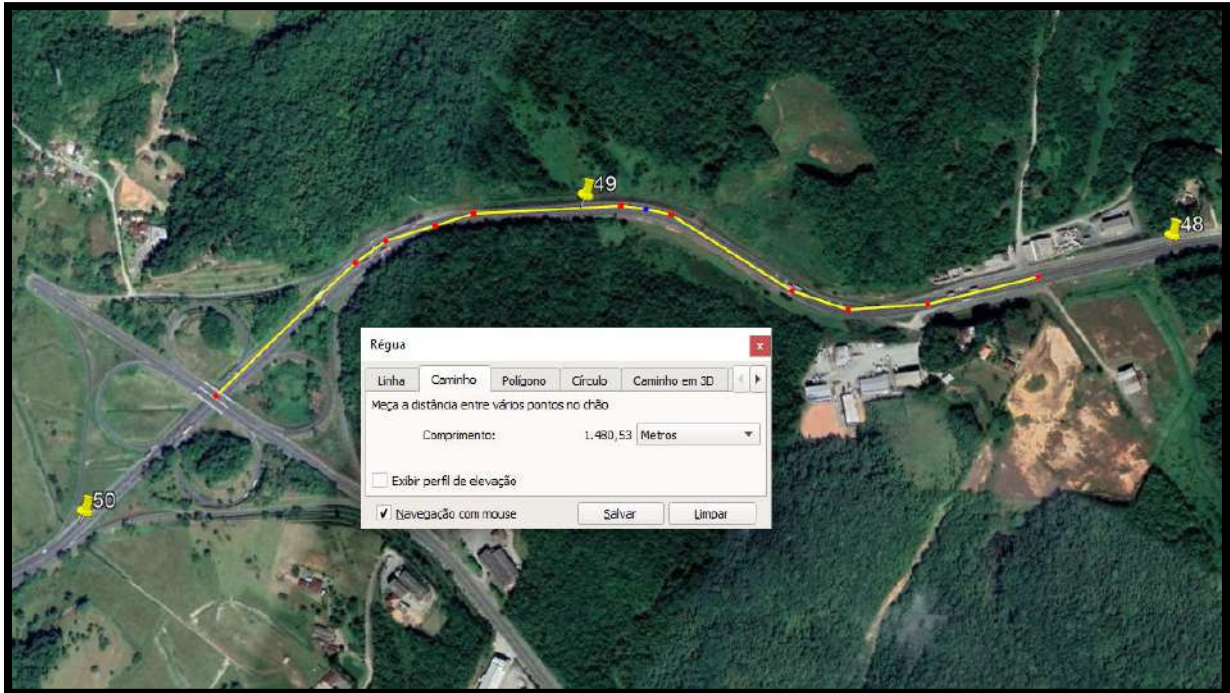 49
48
50
Régua
Linha Caminho Polígono Círculo Caminho em 3D
Meça a distância entre vários pontos no chão
Comprimento: 1.480,53 Metros
Exibir perfil de elevação
Navegação com mouse Salvar Limpar